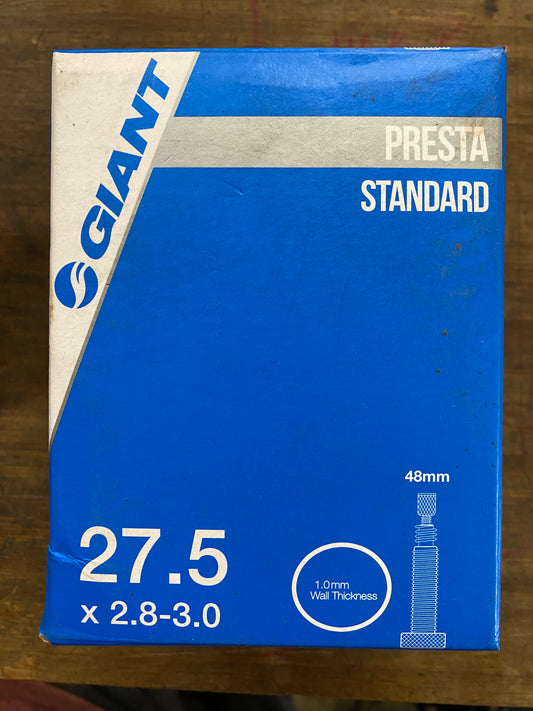 GIANT
PRESTA
STANDARD
48mm
27.5
x 2.8-3.0
1.0mm
Wall Thickness